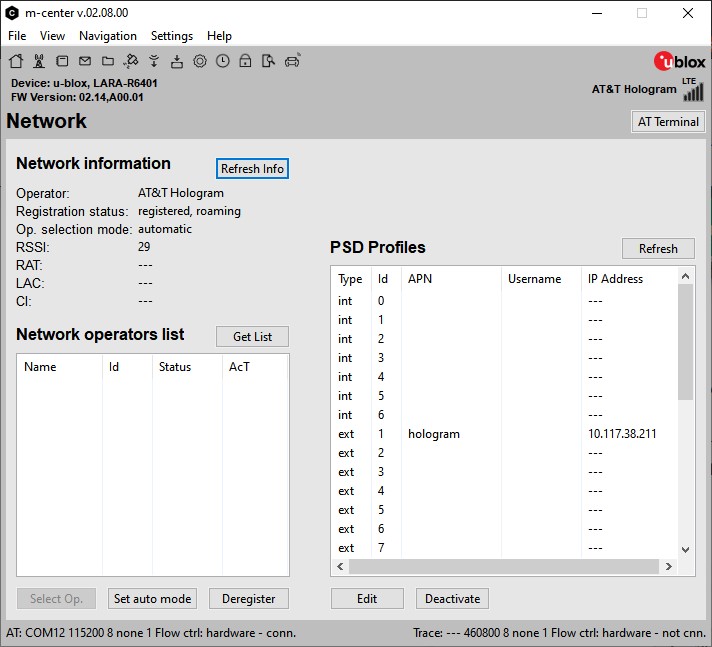 m-center v.02.08.00
File View Navigation Settings Help
ublox
Device: u-blox, LARA-R6401
FW Version: 02.14,A00.01
AT&T Hologram LTE
Network
AT Terminal
Network information
Refresh Info
Operator: AT&T Hologram
Registration status: registered, roaming
Op. selection mode: automatic
RSSI: 29
RAT: ---
LAC: ---
CI: ---
Network operators list
Get List
Name Id Status AcT
Select Op. Set auto mode Deregister
PSD Profiles
Refresh
Type Id APN Username IP Address
int 0 ---
int 1 ---
int 2 ---
int 3 ---
int 4 ---
int 5 ---
int 6 ---
ext 1 hologram 10.117.38.211
ext 2 ---
ext 3 ---
ext 4 ---
ext 5 ---
ext 6 ---
ext 7 ---
Edit Deactivate
AT: COM12 115200 8 none 1 Flow ctrl: hardware - conn.
Trace: --- 460800 8 none 1 Flow ctrl: hardware - not cnn.